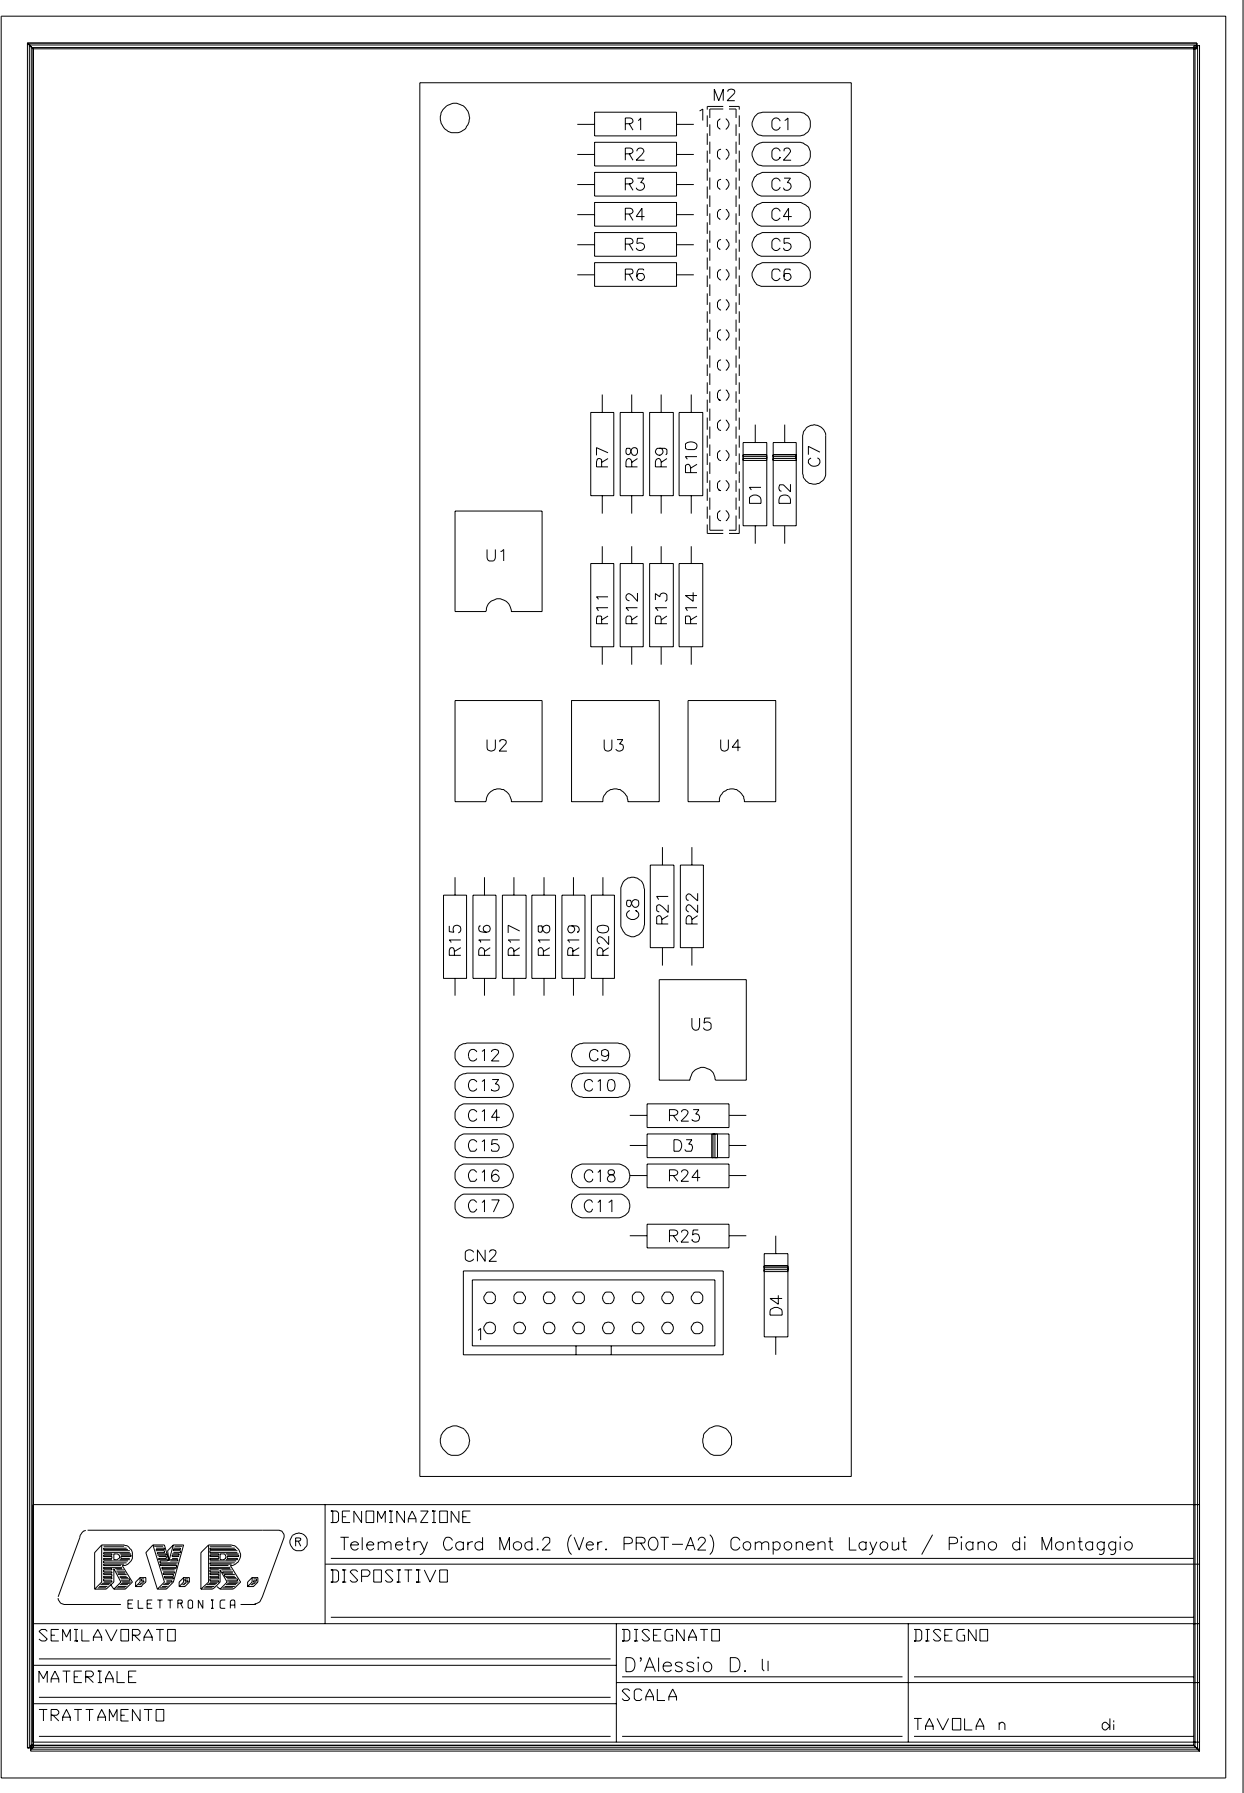 M2
1
R1 C1
R2 C2
R3 C3
R4 C4
R5 C5
R6 C6
R7 R8 R9 R10 D1 D2 C7
U1
R11 R12 R13 R14
U2 U3 U4
R15 R16 R17 R18 R19 R20 C8 R21 R22
U5
C12 C9
C13 C10
C14 R23
C15 D3
C16 C18 R24
C17 C11
R25
CN2
D4
1
DENOMINAZIONE
Telemetry Card Mod.2 (Ver. PROT-A2) Component Layout / Piano di Montaggio
R.V.R. ®
ELETTRONICA
DISPOSITIVO
SEMILAVORATO
DISEGNATO
DISEGNO
D'Alessio D.
MATERIALE
SCALA
TRATTAMENTO
TAVOLA n di